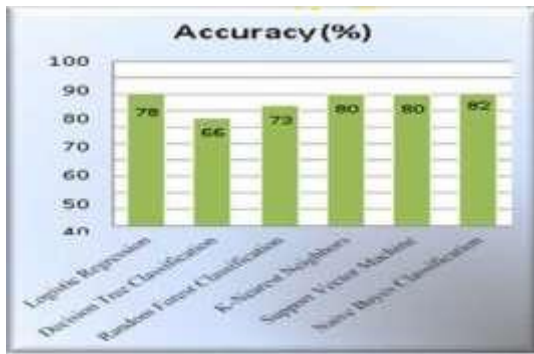 Accuracy(%)
100
90
80
70
60
50
40
78
66
73
80
80
82
Logistic Regression
Decision Tree Classification
Random Forest Classification
K-Nearest Neighbors
Support Vector Machine
Naive Bayes Classification